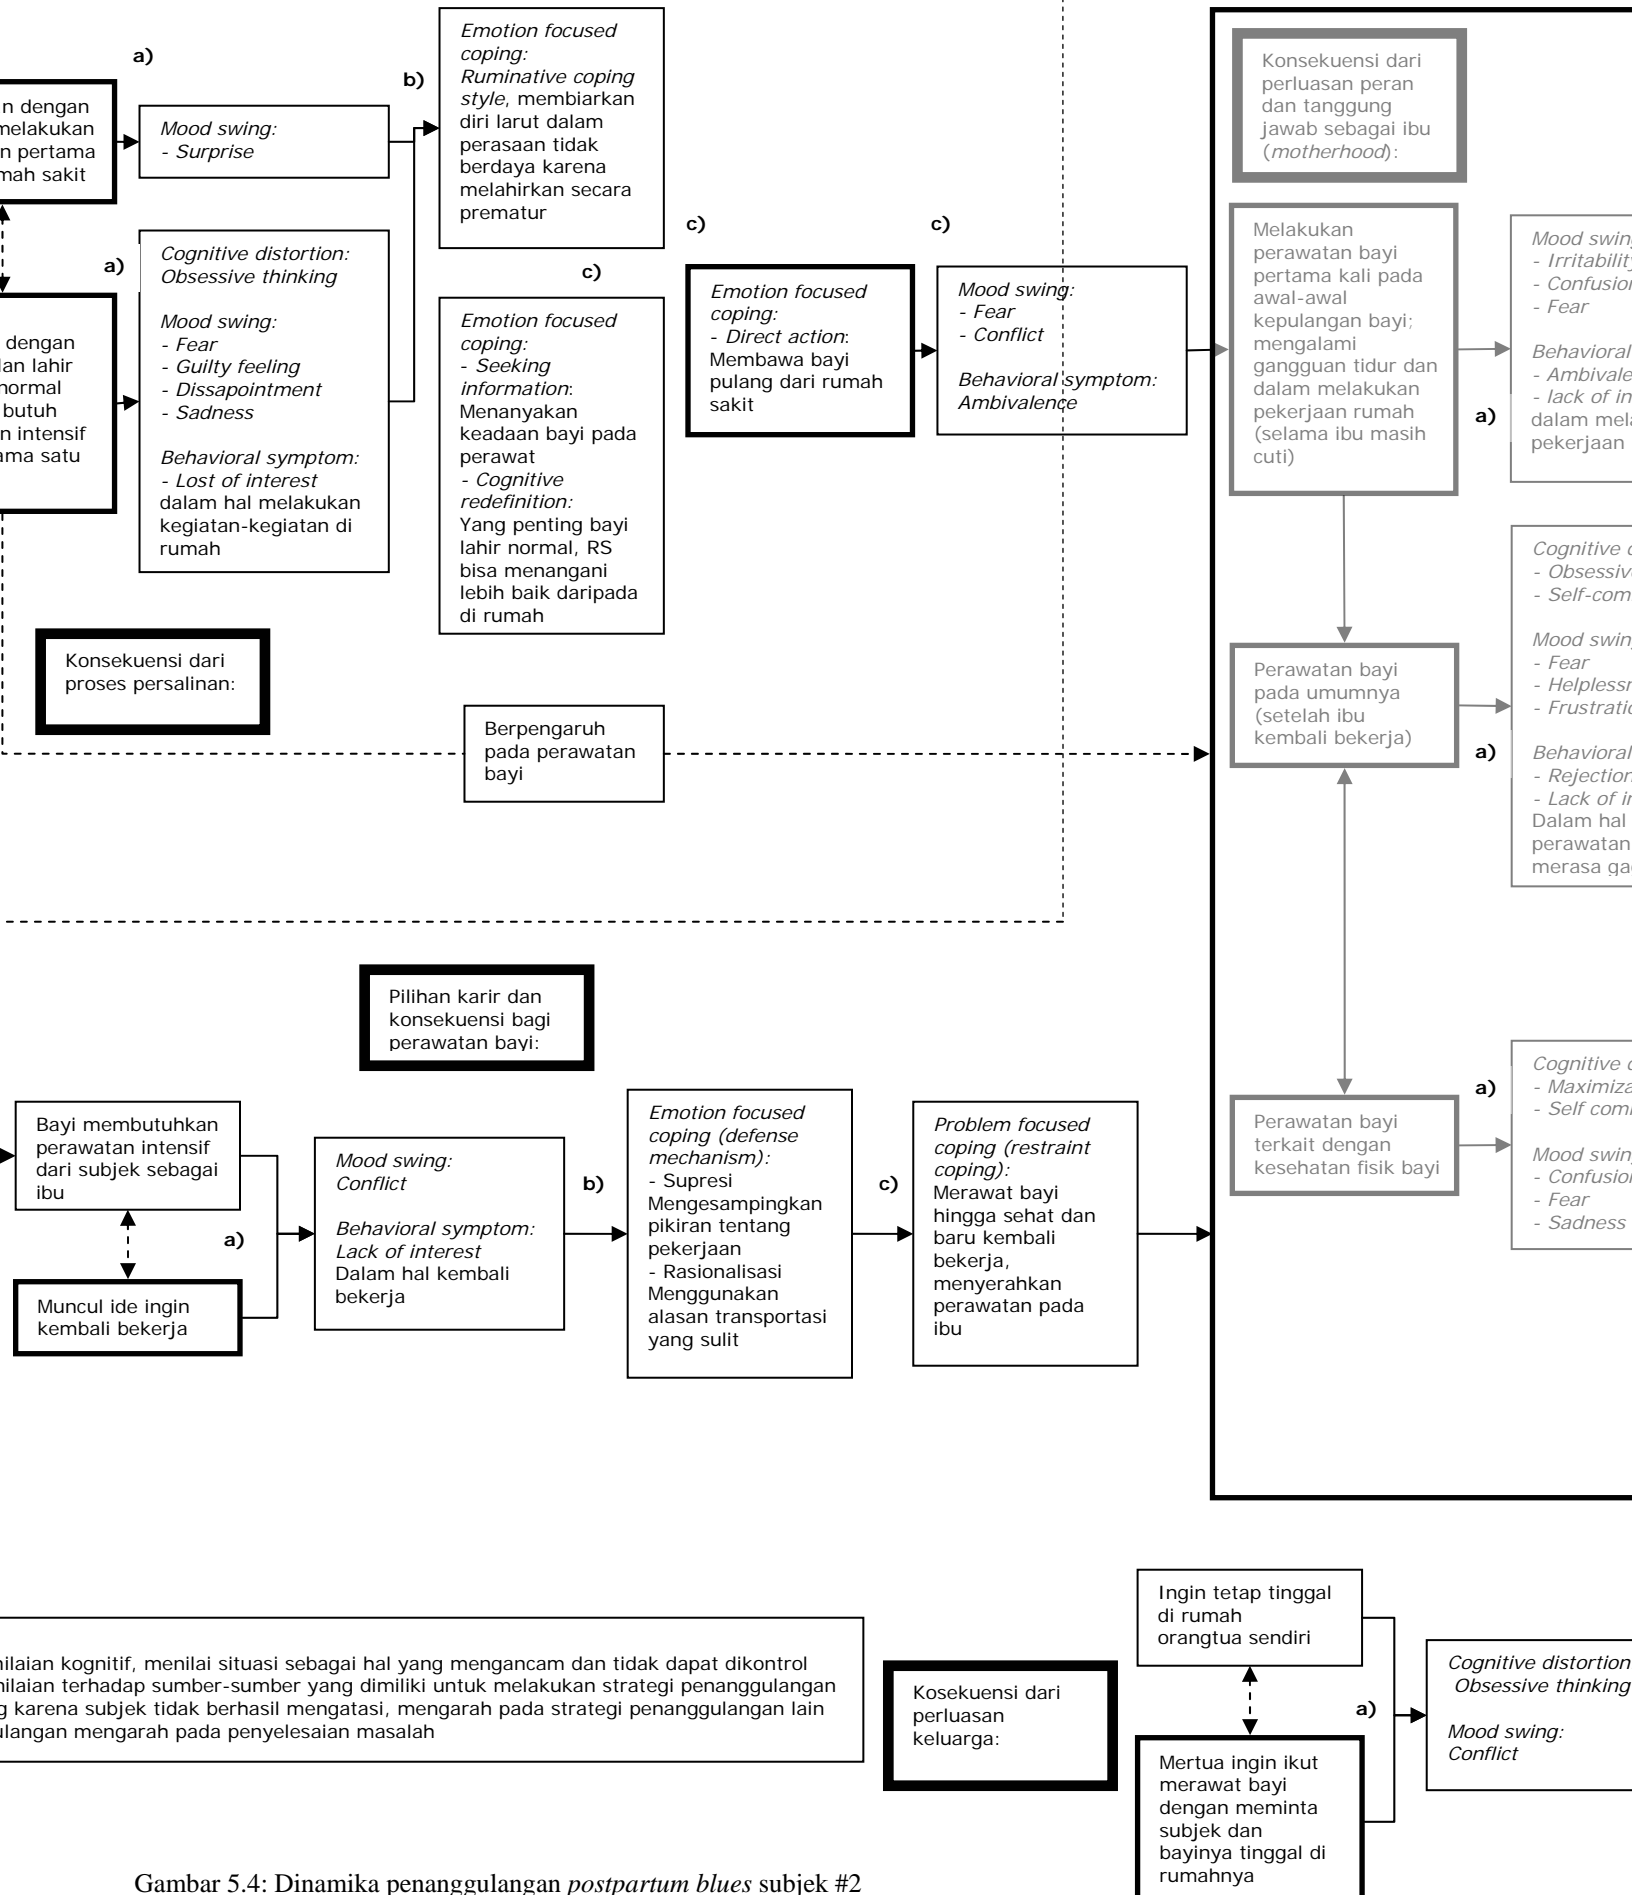 a)
n dengan
melakukan
n pertama
mah sakit
Mood swing:
- Surprise
b)
Emotion focused
coping:
Ruminative coping
style, membiarkan
diri larut dalam
perasaan tidak
berdaya karena
melahirkan secara
prematur
a)
dengan
dan lahir
normal
butuh
n intensif
ama satu
Cognitive distortion:
Obsessive thinking
Mood swing:
- Fear
- Guilty feeling
- Dissapointment
- Sadness
Behavioral symptom:
- Lost of interest
dalam hal melakukan
kegiatan-kegiatan di
rumah
c)
Emotion focused
coping:
- Seeking
information:
Menanyakan
keadaan bayi pada
perawat
- Cognitive
redefinition:
Yang penting bayi
lahir normal, RS
bisa menangani
lebih baik daripada
di rumah
c)
Emotion focused
coping:
- Direct action:
Membawa bayi
pulang dari rumah
sakit
c)
Mood swing:
- Fear
- Conflict
Behavioral symptom:
Ambivalence
Konsekuensi dari
proses persalinan:
Berpengaruh
pada perawatan
bayi
Konsekuensi dari
perluasan peran
dan tanggung
jawab sebagai ibu
(motherhood):
Melakukan
perawatan bayi
pertama kali pada
awal-awal
kepulangan bayi;
mengalami
gangguan tidur dan
dalam melakukan
pekerjaan rumah
(selama ibu masih
cuti)
a)
Mood swing
- Irritability
- Confusion
- Fear
Behavioral
- Ambivale
- lack of in
dalam mela
pekerjaan
Perawatan bayi
pada umumnya
(setelah ibu
kembali bekerja)
a)
Cognitive d
- Obsessive
- Self-com
Mood swing
- Fear
- Helplessn
- Frustratio
Behavioral
- Rejection
- Lack of in
Dalam hal
perawatan
merasa gag
Perawatan bayi
terkait dengan
kesehatan fisik bayi
a)
Cognitive d
- Maximiza
- Self com
Mood swing
- Confusion
- Fear
- Sadness
Pilihan karir dan
konsekuensi bagi
perawatan bayi:
Bayi membutuhkan
perawatan intensif
dari subjek sebagai
ibu
a)
Muncul ide ingin
kembali bekerja
Mood swing:
Conflict
Behavioral symptom:
Lack of interest
Dalam hal kembali
bekerja
b)
Emotion focused
coping (defense
mechanism):
- Supresi
Mengesampingkan
pikiran tentang
pekerjaan
- Rasionalisasi
Menggunakan
alasan transportasi
yang sulit
c)
Problem focused
coping (restraint
coping):
Merawat bayi
hingga sehat dan
baru kembali
bekerja,
menyerahkan
perawatan pada
ibu
nilaian kognitif, menilai situasi sebagai hal yang mengancam dan tidak dapat dikontrol
nilaian terhadap sumber-sumber yang dimiliki untuk melakukan strategi penanggulangan
g karena subjek tidak berhasil mengatasi, mengarah pada strategi penanggulangan lain
ulangan mengarah pada penyelesaian masalah
Kosekuensi dari
perluasan
keluarga:
Ingin tetap tinggal
di rumah
orangtua sendiri
a)
Mertua ingin ikut
merawat bayi
dengan meminta
subjek dan
bayinya tinggal di
rumahnya
Cognitive distortion
Obsessive thinking
Mood swing:
Conflict
Gambar 5.4: Dinamika penanggulangan postpartum blues subjek #2